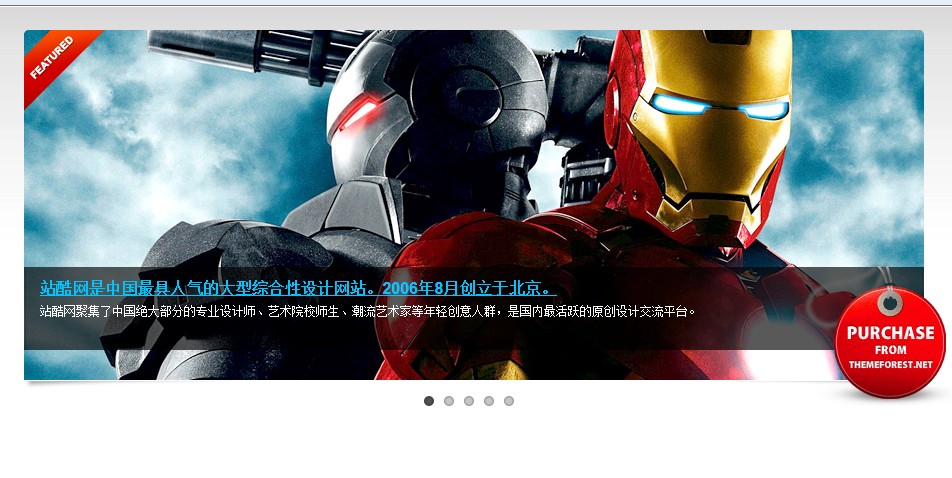 FEATURED
站酷网是中国最具人气的大型综合性设计网站。2006年8月创立于北京。
站酷网聚集了中国绝大部分的专业设计师、艺术院校师生、潮流艺术家等年轻创意人群，是国内最活跃的原创设计交流平台。
PURCHASE
FROM
THEMEFOREST.NET